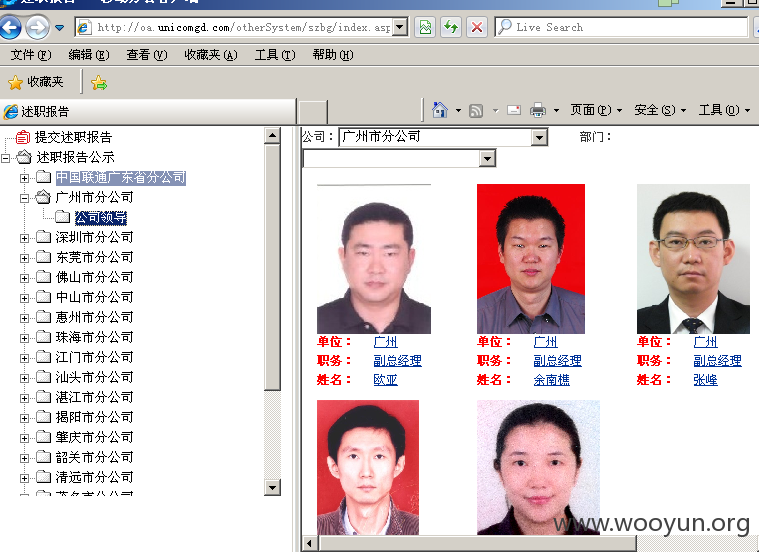 http://oa.unicomgd.com/otherSystem/szbg/index.asp
Live Search
文件(F) 编辑(E) 查看(V) 收藏夹(A) 工具(T) 帮助(H)
收藏夹
述职报告
页面(P) 安全(S) 工具(O)
提交述职报告
述职报告公示
中国联通广东省分公司
广州市分公司
公司领导
深圳市分公司
东莞市分公司
佛山市分公司
中山市分公司
惠州市分公司
珠海市分公司
江门市分公司
汕头市分公司
湛江市分公司
揭阳市分公司
肇庆市分公司
韶关市分公司
清远市分公司
公司： 广州市分公司 部门：
单位： 广州 单位： 广州 单位： 广州
职务： 副总经理 职务： 副总经理 职务： 副总经理
姓名： 欧亚 姓名： 余南樵 姓名： 张峰
www.wooyun.org